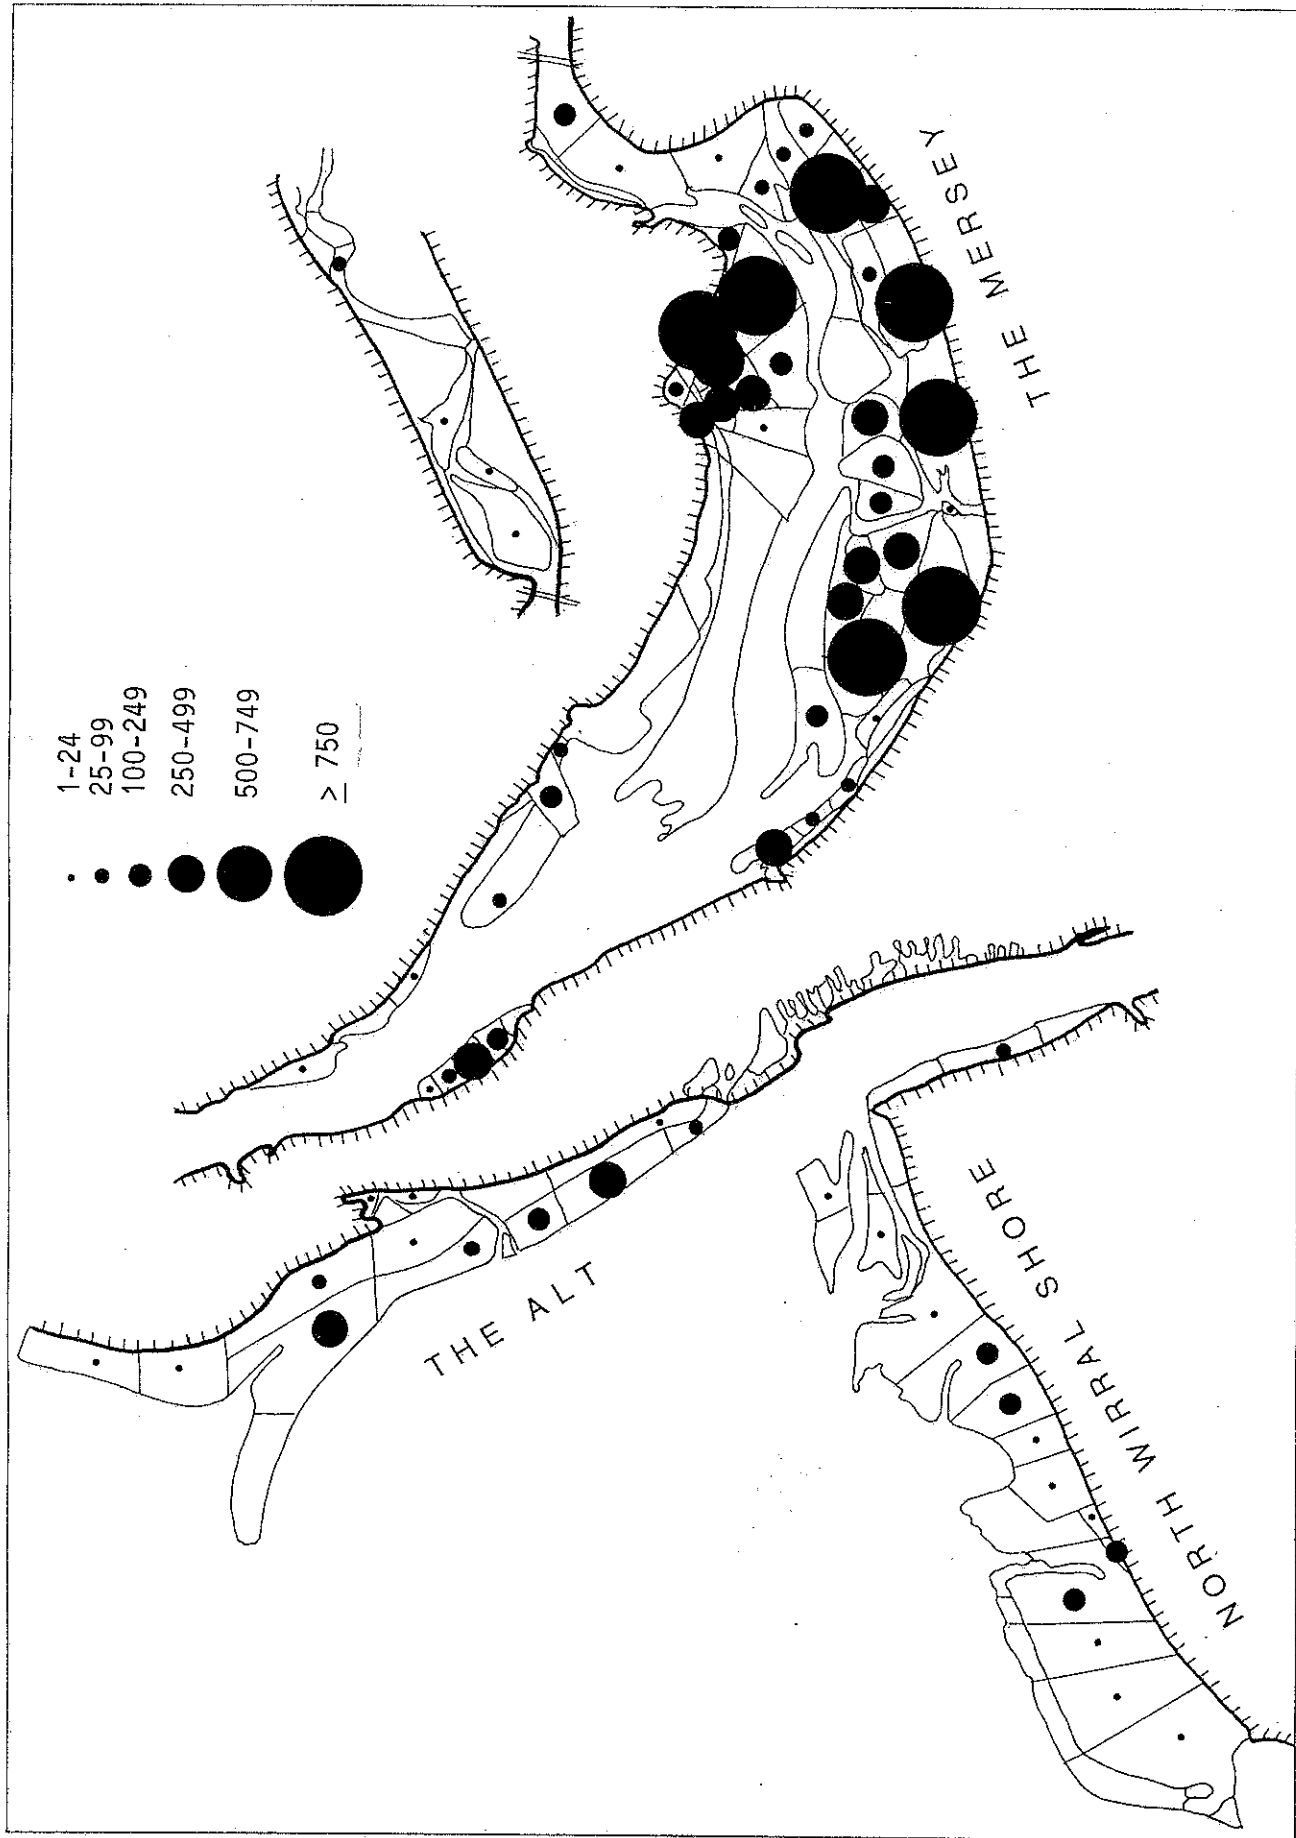 1-24
25-99
100-249
250-499
500-749
≥ 750
THE MERSEY
THE ALT
NORTH WIRRAL SHORE